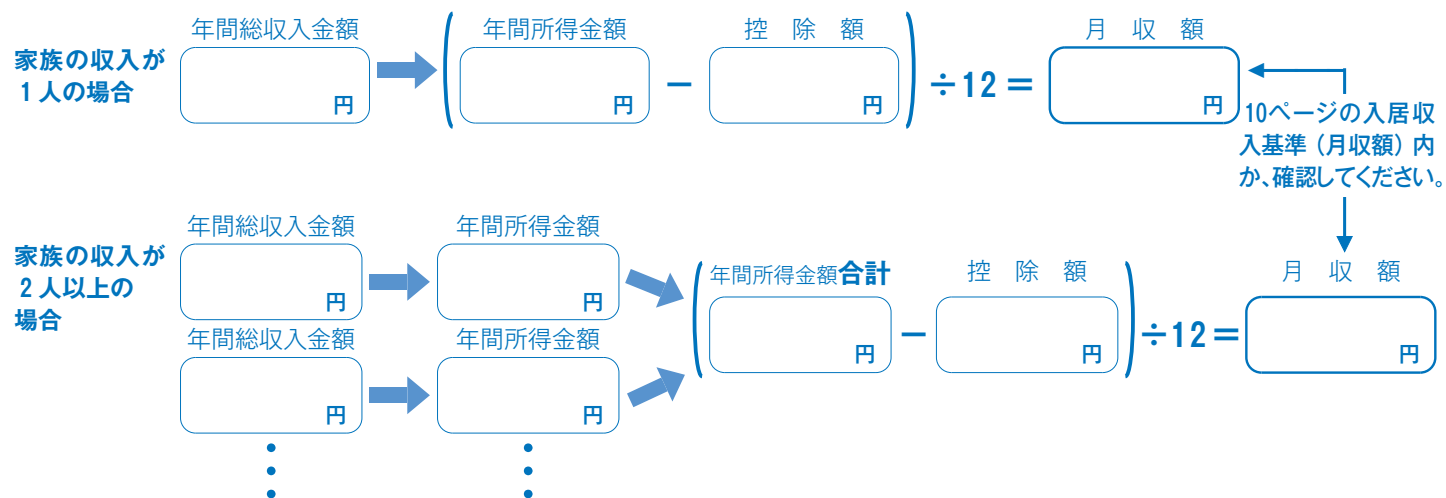 年間総収入金額 年間所得金額 控除額 月収額
家族の収入が
1人の場合
円 ( 円 － 円 ) ÷12＝ 円
10ページの入居収
入基準（月収額）内
か、確認してください。
年間総収入金額 年間所得金額
家族の収入が
2人以上の
場合
円 円
年間総収入金額 年間所得金額
円 円
年間所得金額合計 控除額 月収額
( 円 － 円 ) ÷12＝ 円